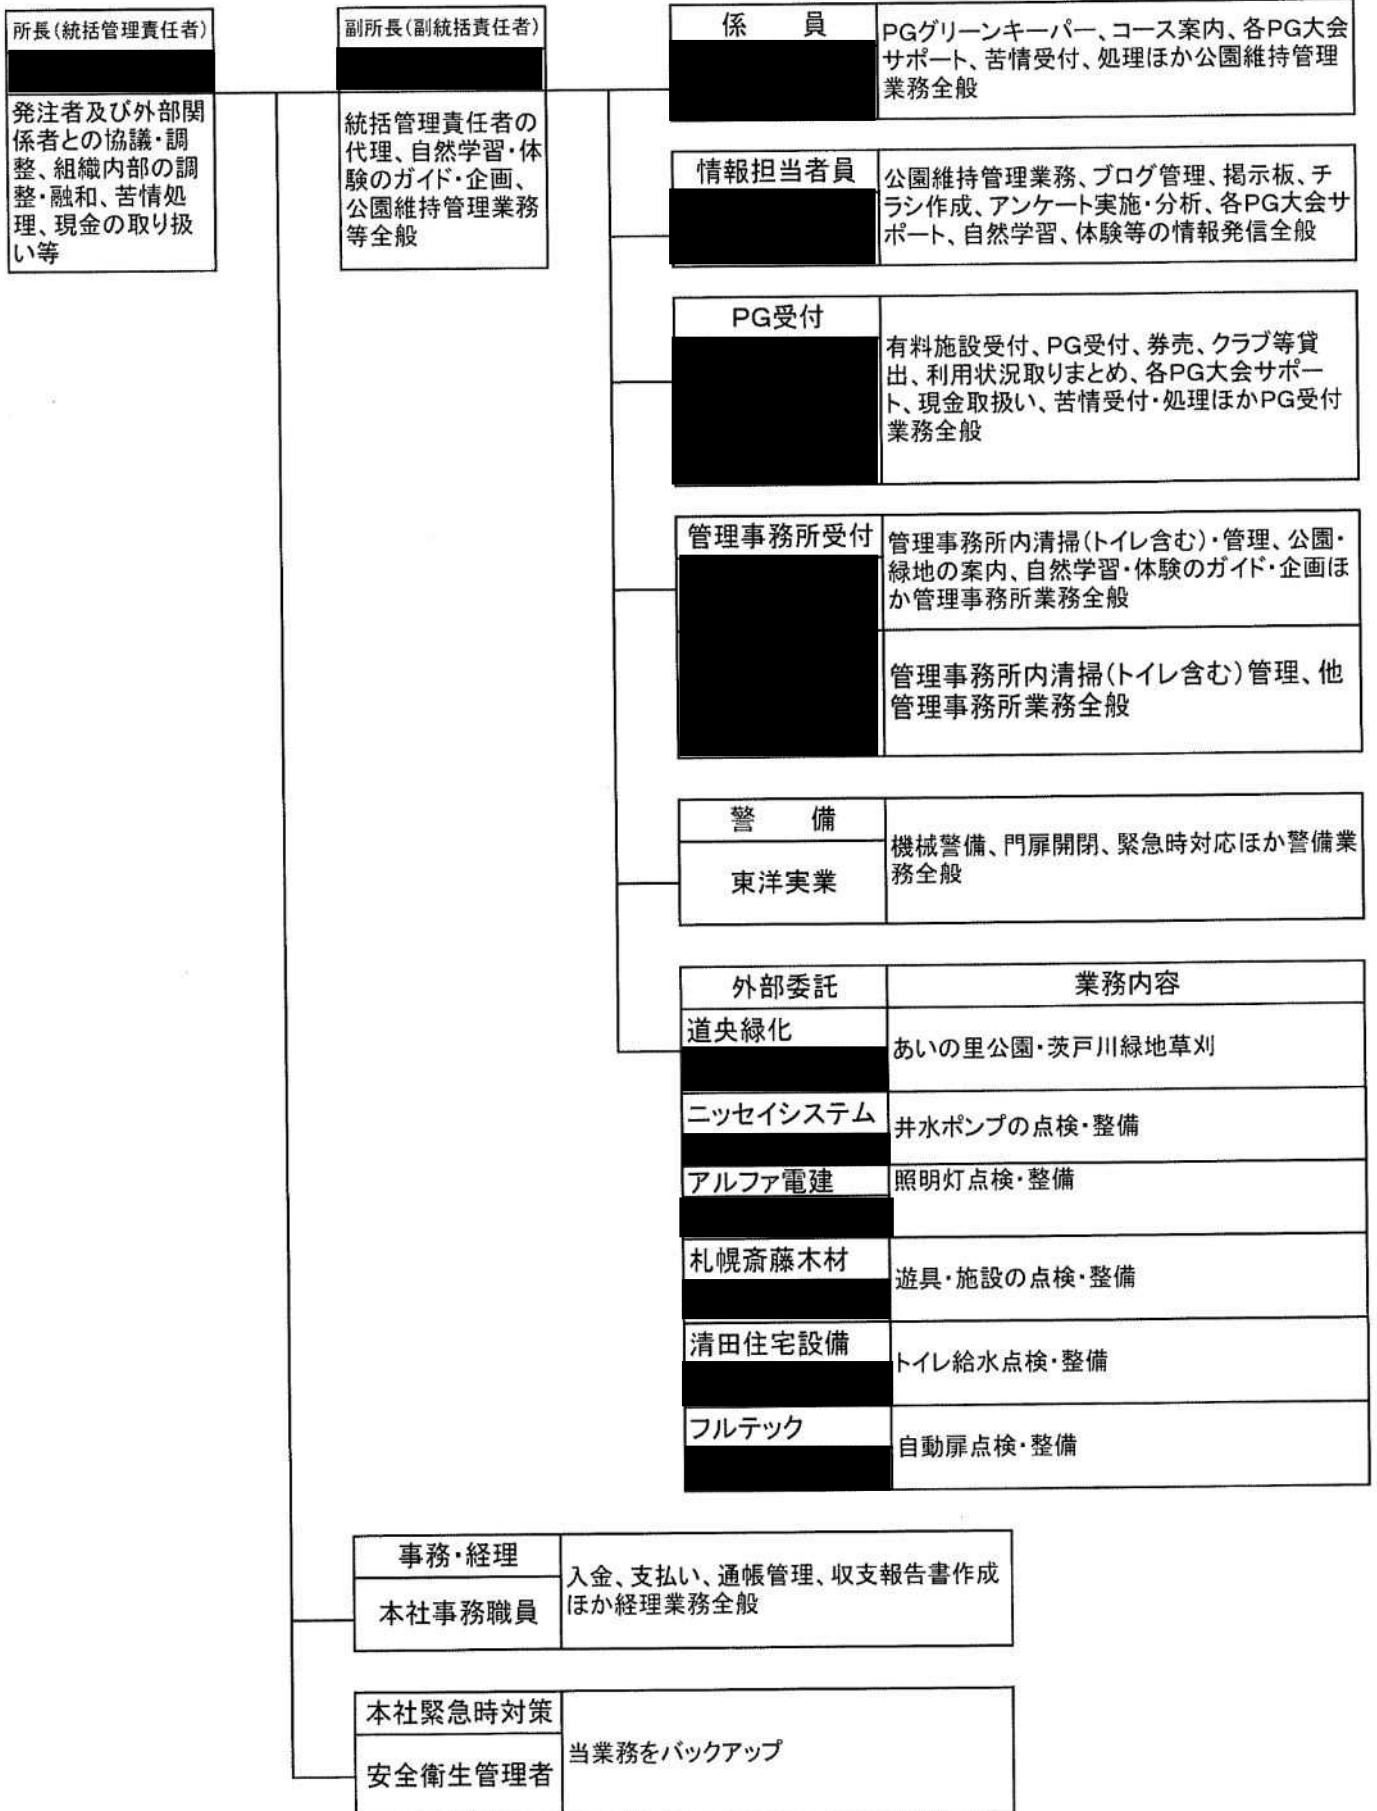 所長(統括管理責任者)
発注者及び外部関
係者との協議・調
整、組織内部の調
整・融和、苦情処
理、現金の取り扱
い等
副所長(副統括責任者)
統括管理責任者の
代理、自然学習・体
験のガイド・企画、
公園維持管理業務
等全般
係　員
PGグリーンキーパー、コース案内、各PG大会
サポート、苦情受付、処理ほか公園維持管理
業務全般
情報担当者員
公園維持管理業務、ブログ管理、掲示板、チ
ラシ作成、アンケート実施・分析、各PG大会サ
ポート、自然学習、体験等の情報発信全般
PG受付
有料施設受付、PG受付、券売、クラブ等貸
出、利用状況取りまとめ、各PG大会サポー
ト、現金取扱い、苦情受付・処理ほかPG受付
業務全般
管理事務所受付
管理事務所内清掃(トイレ含む)・管理、公園・
緑地の案内、自然学習・体験のガイド・企画ほ
か管理事務所業務全般
管理事務所内清掃(トイレ含む)管理、他
管理事務所業務全般
警　備
東洋実業
機械警備、門扉開閉、緊急時対応ほか警備業
務全般
外部委託
業務内容
道央緑化
あいの里公園・茨戸川緑地草刈
ニッセイシステム
井水ポンプの点検・整備
アルファ電建
照明灯点検・整備
札幌斎藤木材
遊具・施設の点検・整備
清田住宅設備
トイレ給水点検・整備
フルテック
自動扉点検・整備
事務・経理
本社事務職員
入金、支払い、通帳管理、収支報告書作成
ほか経理業務全般
本社緊急時対策
安全衛生管理者
当業務をバックアップ